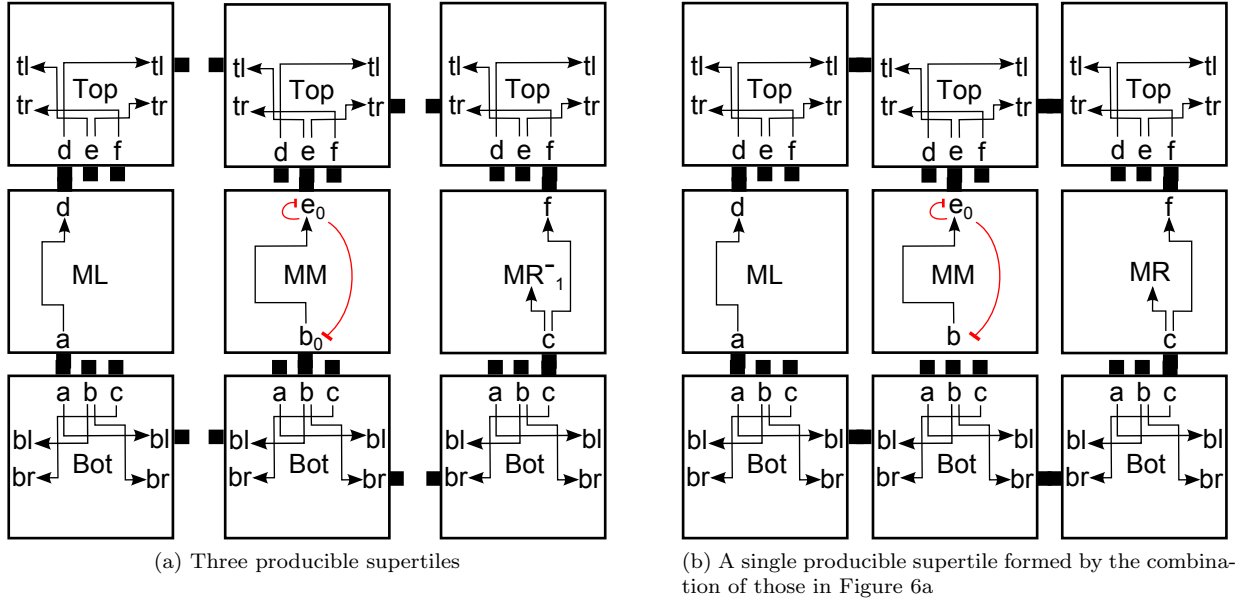 tl tl tl tl tl tl
Top Top Top
tr tr tr tr tr tr
d e f d e f d e f
d e₀ f
ML MM MR⁻₁
a b₀ c
a b c a b c a b c
bl bl bl bl bl bl
Bot Bot Bot
br br br br br br
(a) Three producible supertiles
tl tl tl tl tl tl
Top Top Top
tr tr tr tr tr tr
d e f d e f d e f
d e₀ f
ML MM MR
a b c
a b c a b c a b c
bl bl bl bl bl bl
Bot Bot Bot
br br br br br br
(b) A single producible supertile formed by the combina-
tion of those in Figure 6a